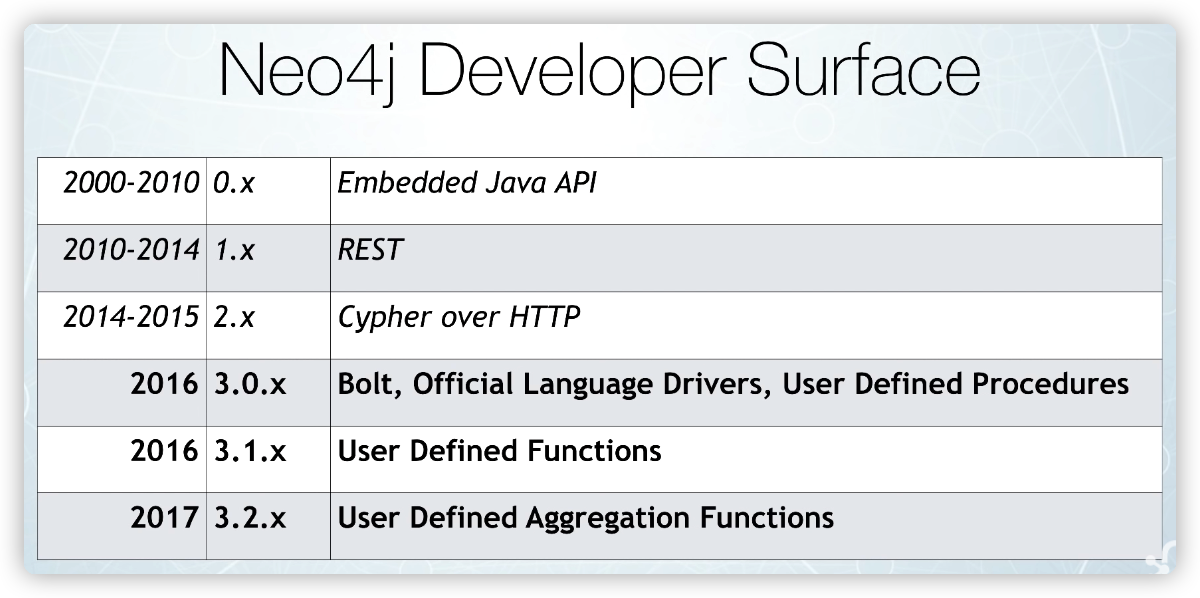 Neo4j Developer Surface
2000-2010 0.x Embedded Java API
2010-2014 1.x REST
2014-2015 2.x Cypher over HTTP
2016 3.0.x Bolt, Official Language Drivers, User Defined Procedures
2016 3.1.x User Defined Functions
2017 3.2.x User Defined Aggregation Functions